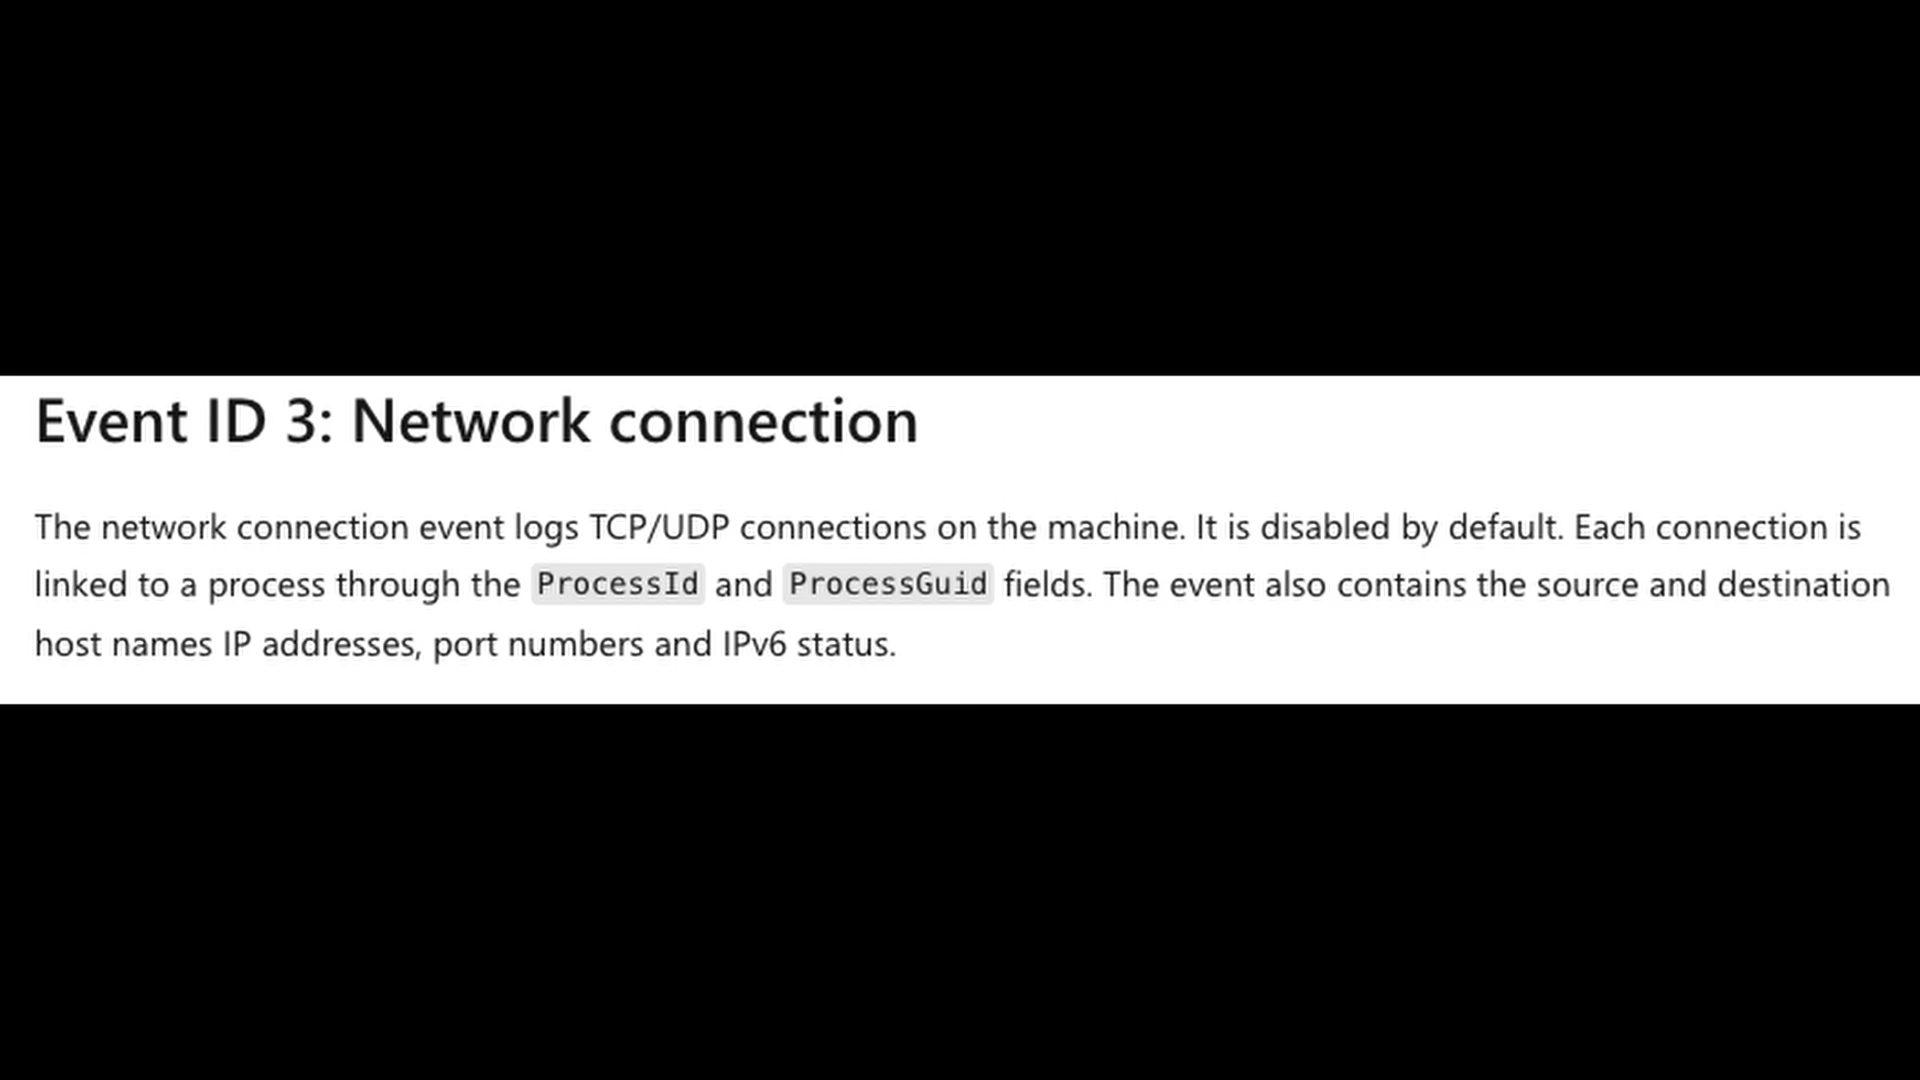 Event ID 3: Network connection
The network connection event logs TCP/UDP connections on the machine. It is disabled by default. Each connection is
linked to a process through the ProcessId and ProcessGuid fields. The event also contains the source and destination
host names IP addresses, port numbers and IPv6 status.